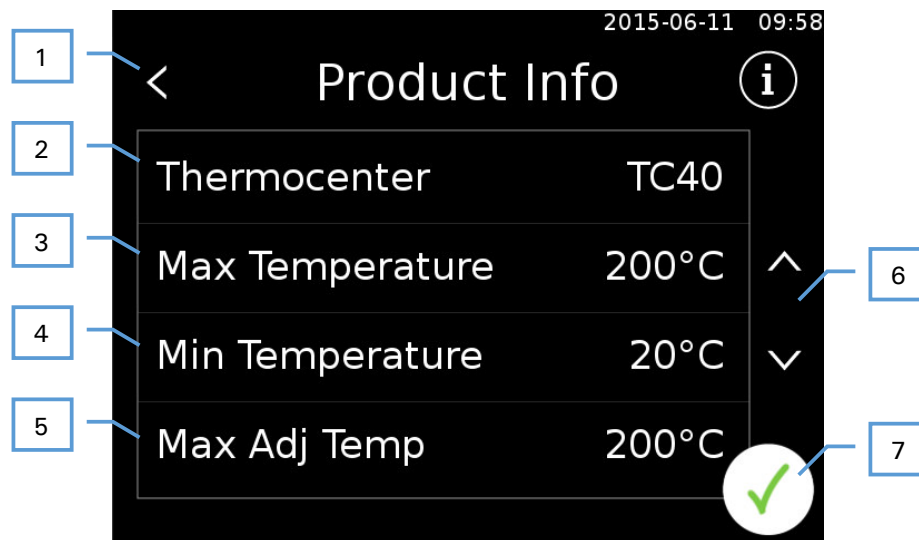 2015-06-11 09:58
1
Product Info
i
2
Thermocenter TC40
3
Max Temperature 200°C
6
4
Min Temperature 20°C
5
Max Adj Temp 200°C
7